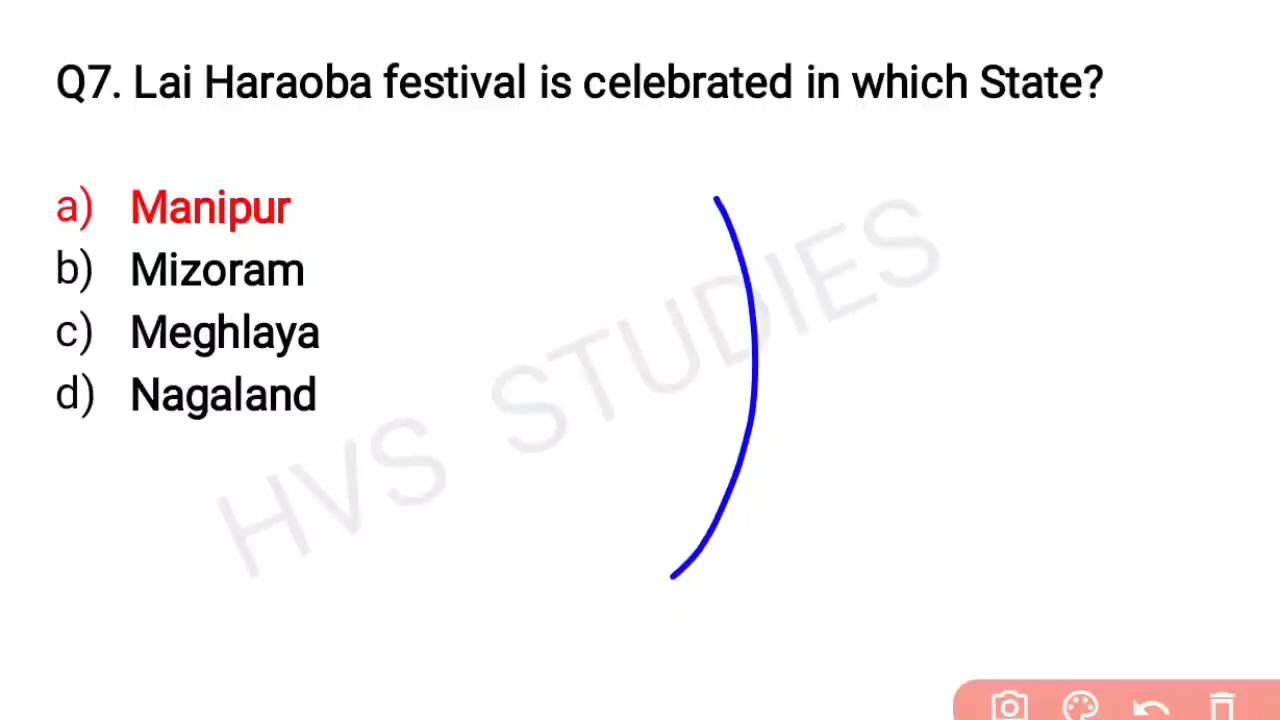 Q7. Lai Haraoba festival is celebrated in which State?
a) Manipur
b) Mizoram
c) Meghlaya
d) Nagaland
HVS STUDIES